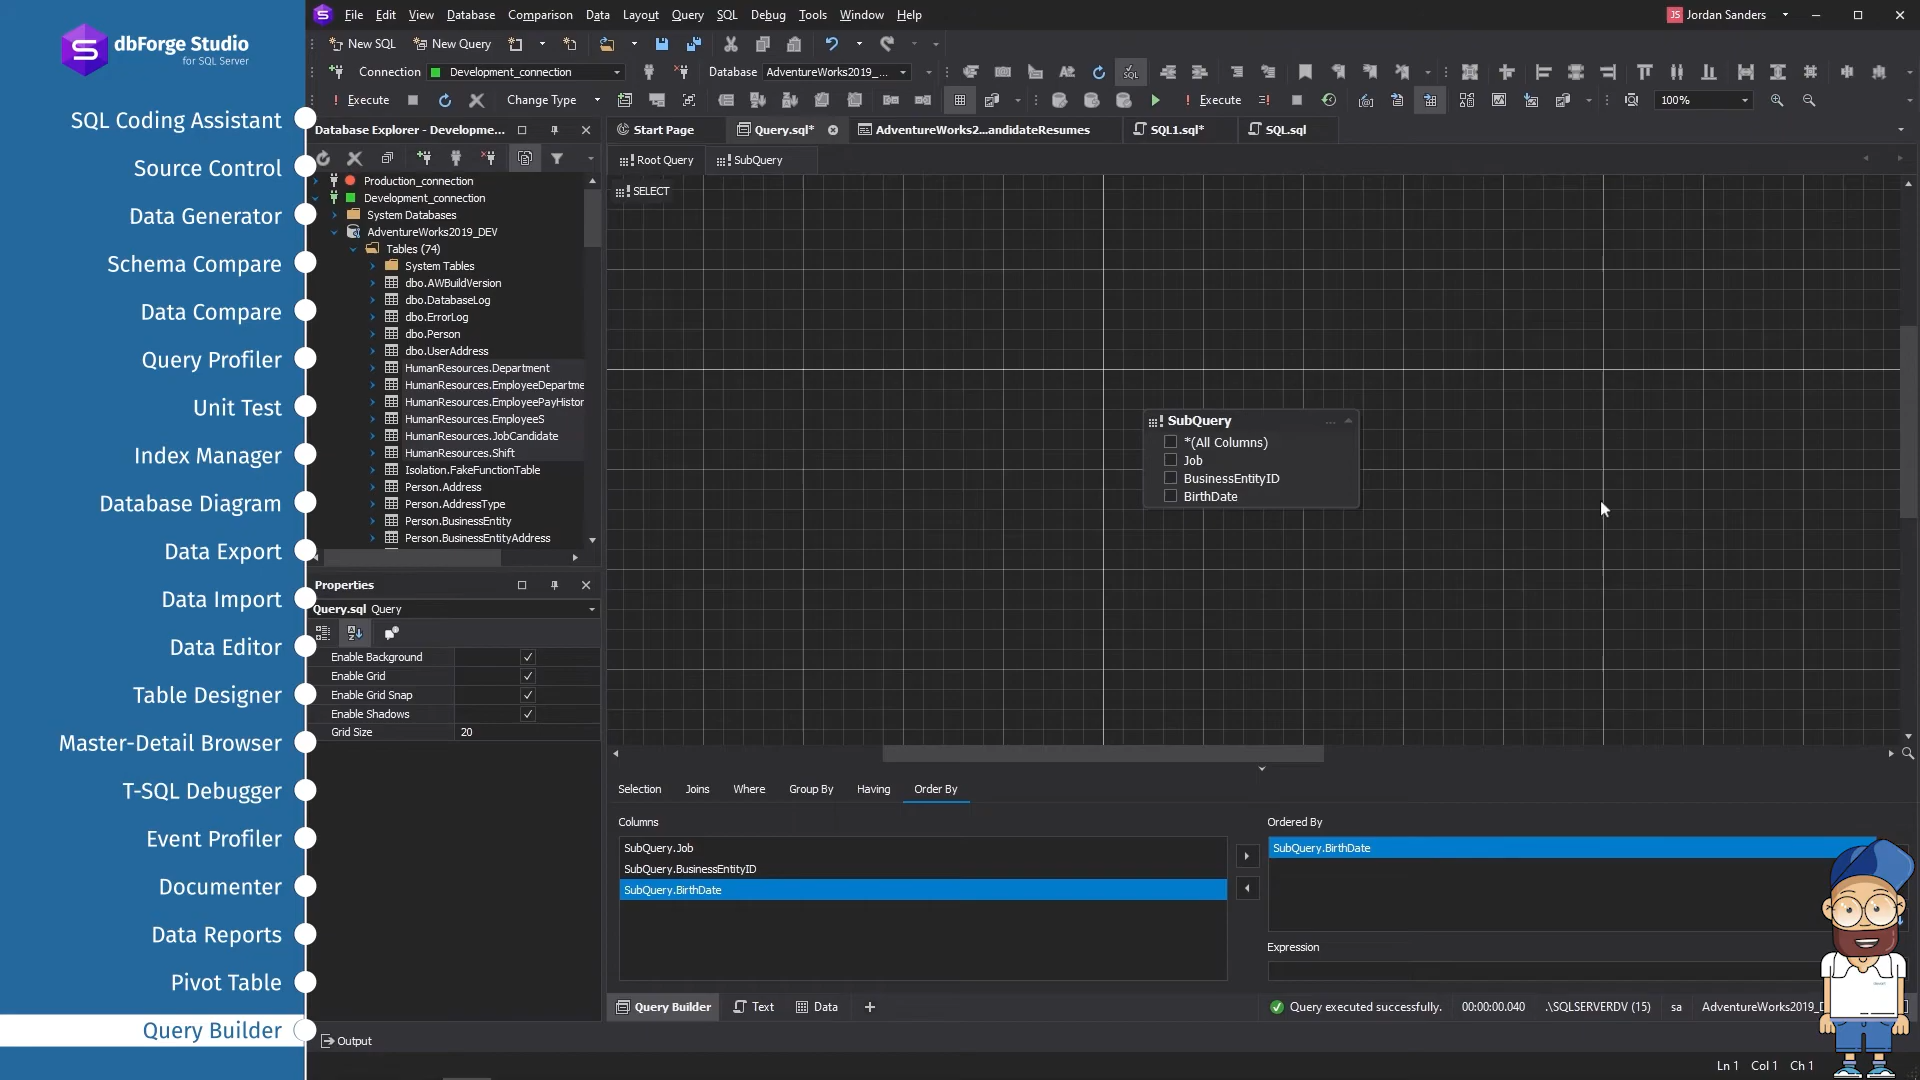 dbForge Studio
for SQL Server
SQL Coding Assistant
Source Control
Data Generator
Schema Compare
Data Compare
Query Profiler
Unit Test
Index Manager
Database Diagram
Data Export
Data Import
Data Editor
Table Designer
Master-Detail Browser
T-SQL Debugger
Event Profiler
Documenter
Data Reports
Pivot Table
Query Builder
File Edit View Database Comparison Data Layout Query SQL Debug Tools Window Help
JS Jordan Sanders
New SQL New Query
Connection Development_connection Database AdventureWorks2019_...
Execute Change Type Execute 100%
Database Explorer - Developme...
Production_connection
Development_connection
System Databases
AdventureWorks2019_DEV
Tables (74)
System Tables
dbo.AWBuildVersion
dbo.DatabaseLog
dbo.ErrorLog
dbo.Person
dbo.UserAddress
HumanResources.Department
HumanResources.EmployeeDepartme
HumanResources.EmployeePayHistor
HumanResources.EmployeeS
HumanResources.JobCandidate
HumanResources.Shift
Isolation.FakeFunctionTable
Person.Address
Person.AddressType
Person.BusinessEntity
Person.BusinessEntityAddress
Properties
Query.sql Query
Enable Background
Enable Grid
Enable Grid Snap
Enable Shadows
Grid Size 20
Start Page Query.sql* AdventureWorks2...andidateResumes SQL1.sql* SQL.sql
Root Query SubQuery
SELECT
SubQuery ...
*(All Columns)
Job
BusinessEntityID
BirthDate
Selection Joins Where Group By Having Order By
Columns
SubQuery.Job
SubQuery.BusinessEntityID
SubQuery.BirthDate
Ordered By
SubQuery.BirthDate
Expression
Query Builder Text Data
Query executed successfully. 00:00:00.040 .\SQLSERVERDV (15) sa AdventureWorks2019_
Output
Ln 1 Col 1 Ch 1